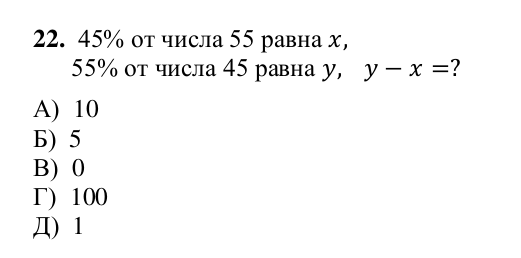 22. 45% от числа 55 равна x,
55% от числа 45 равна y, y − x =?
А) 10
Б) 5
В) 0
Г) 100
Д) 1